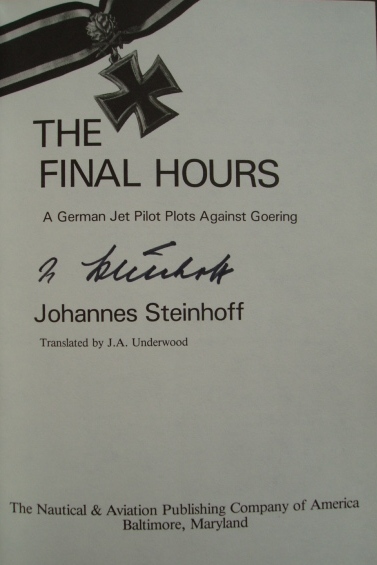 THE
FINAL HOURS
A German Jet Pilot Plots Against Goering
Steinhoff
Johannes Steinhoff
Translated by J.A. Underwood
The Nautical & Aviation Publishing Company of America
Baltimore, Maryland